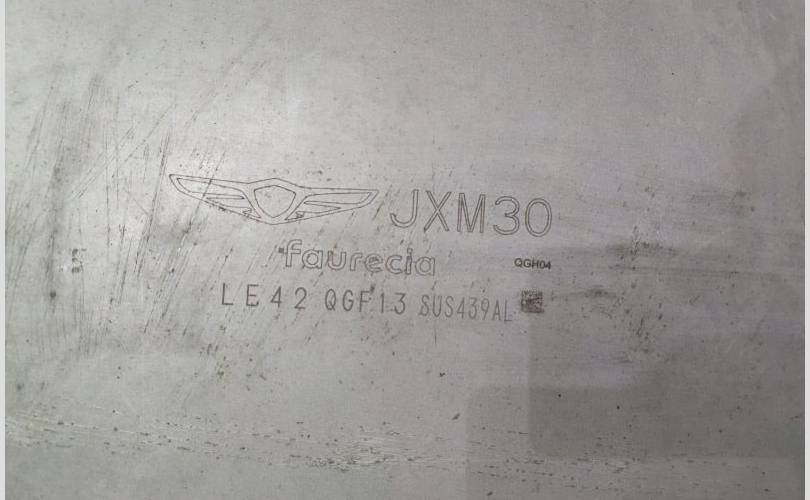 JXM30
faurecia
QGH04
LE42 QGF13 SUS439AL